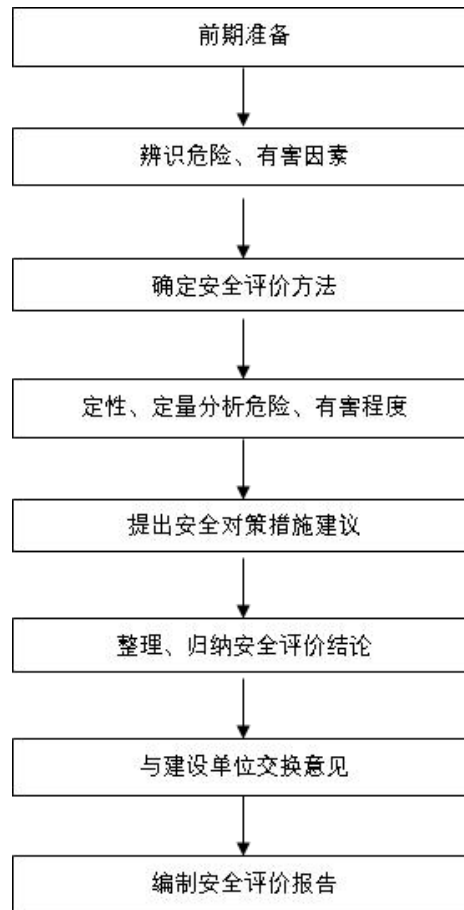 前期准备
辨识危险、有害因素
确定安全评价方法
定性、定量分析危险、有害程度
提出安全对策措施建议
整理、归纳安全评价结论
与建设单位交换意见
编制安全评价报告